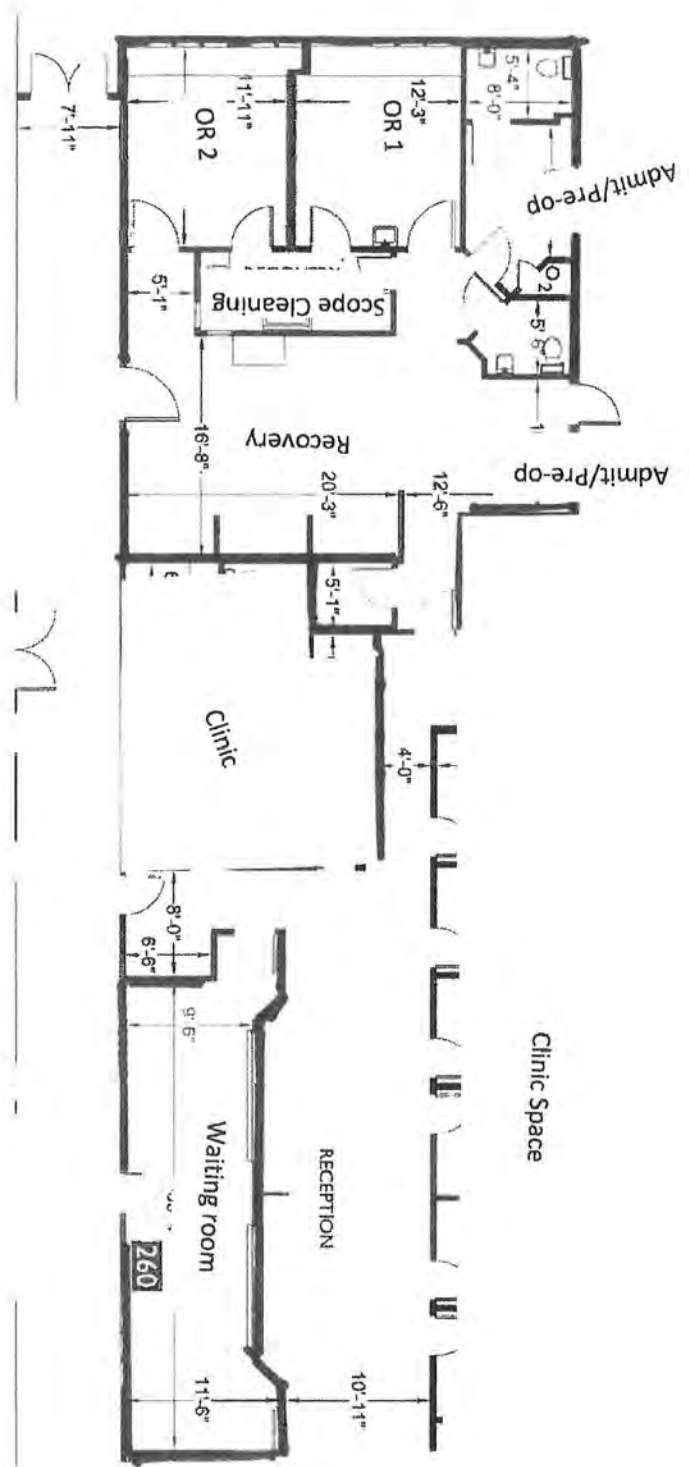 5'-4"
8'-0"
Admit/Pre-op
12'-3"
OR 1
11'-11"
OR 2
7'-11"
O2
5'-6"
Scope Cleaning
5'-1"
Admit/Pre-op
Recovery
16'-8"
20'-3"
12'-6"
5'-1"
Clinic
4'-0"
8'-0"
6'-6"
Clinic Space
9'-6"
Waiting room
RECEPTION
260
11'-6"
10'-11"